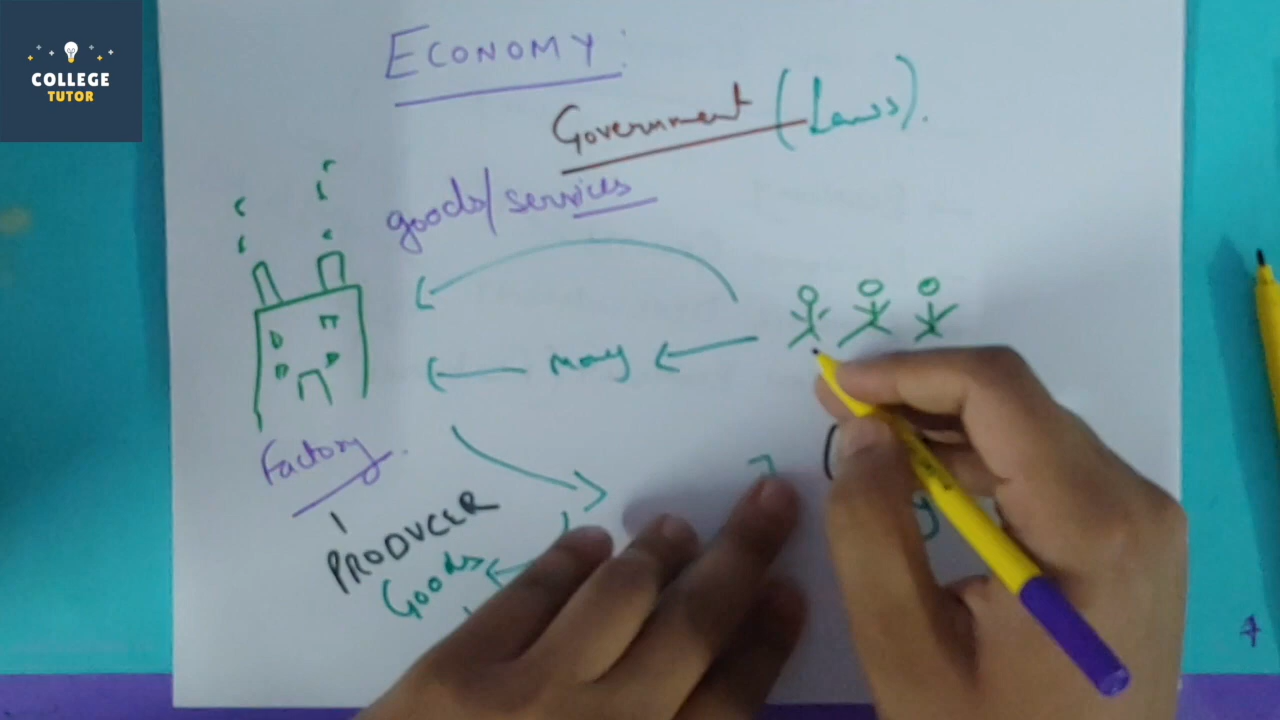 COLLEGE
TUTOR
ECONOMY:
Government (Laws).
goods/services
Factory.
PRODUCER
Goods